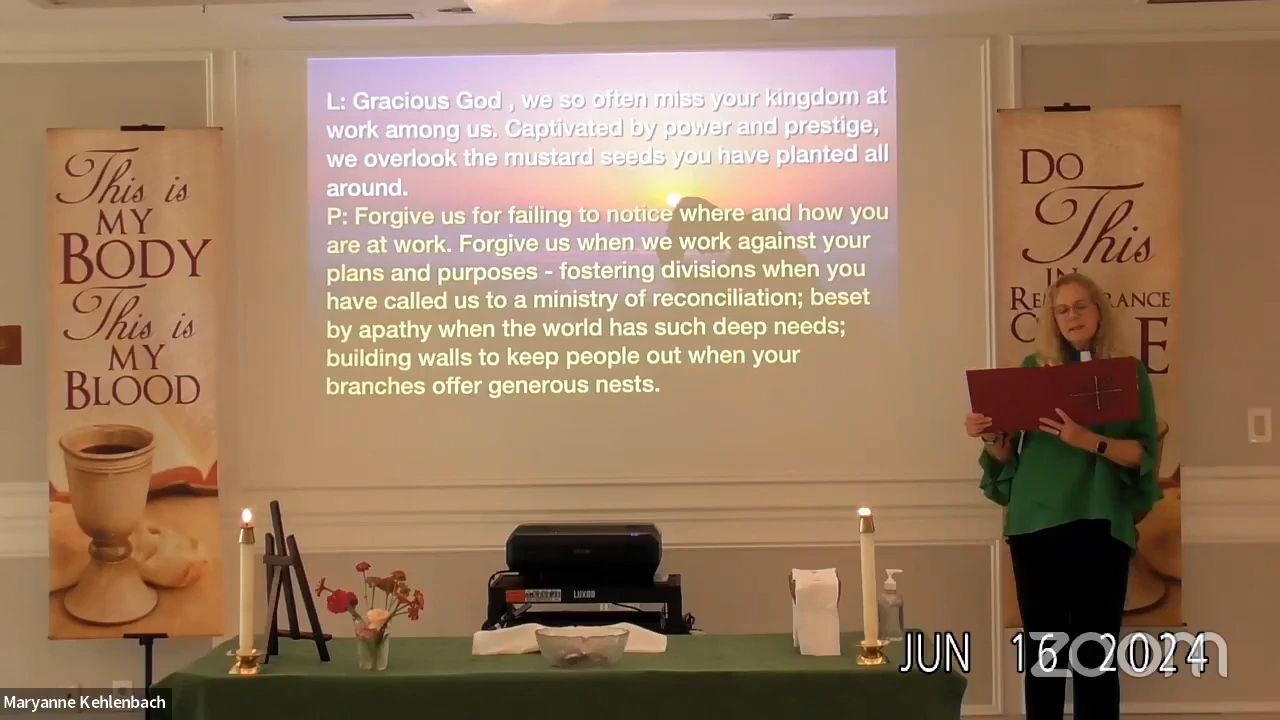 This is
MY
BODY
This is
MY
BLOOD
L: Gracious God , we so often miss your kingdom at
work among us. Captivated by power and prestige,
we overlook the mustard seeds you have planted all
around.
P: Forgive us for failing to notice where and how you
are at work. Forgive us when we work against your
plans and purposes - fostering divisions when you
have called us to a ministry of reconciliation; beset
by apathy when the world has such deep needs;
building walls to keep people out when your
branches offer generous nests.
DO
This
IN
LUXOR
JUN 16 2024
zoom
Maryanne Kehlenbach